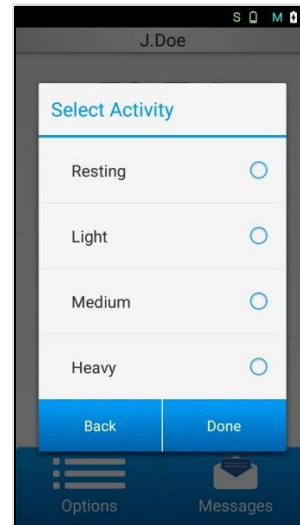 S M
J.Doe
Select Activity
Resting
Light
Medium
Heavy
Back Done
Options Messages